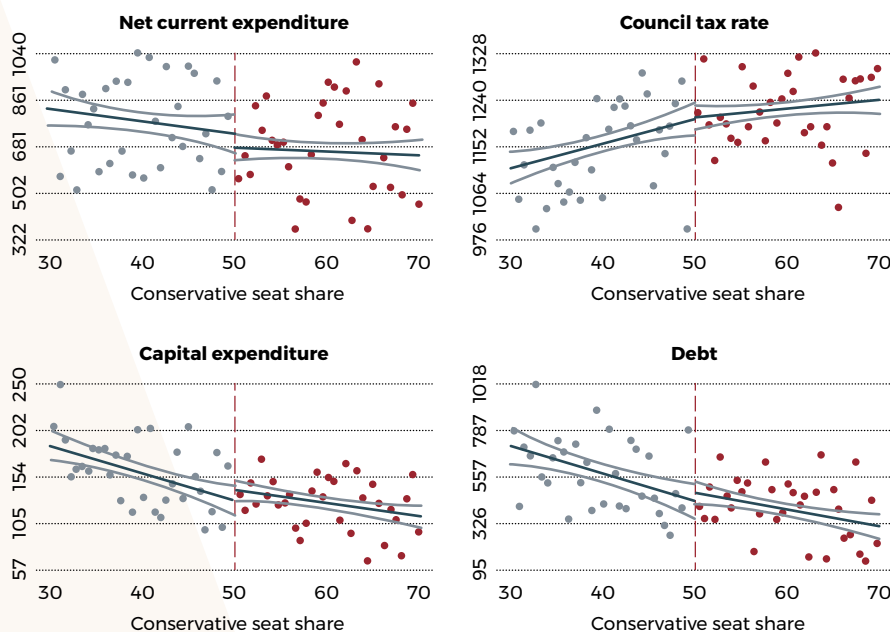 Net current expenditure
1040
861
681
502
322
30 40 50 60 70
Conservative seat share
Council tax rate
1328
1240
1152
1064
976
30 40 50 60 70
Conservative seat share
Capital expenditure
250
202
154
105
57
30 40 50 60 70
Conservative seat share
Debt
1018
787
557
326
95
30 40 50 60 70
Conservative seat share